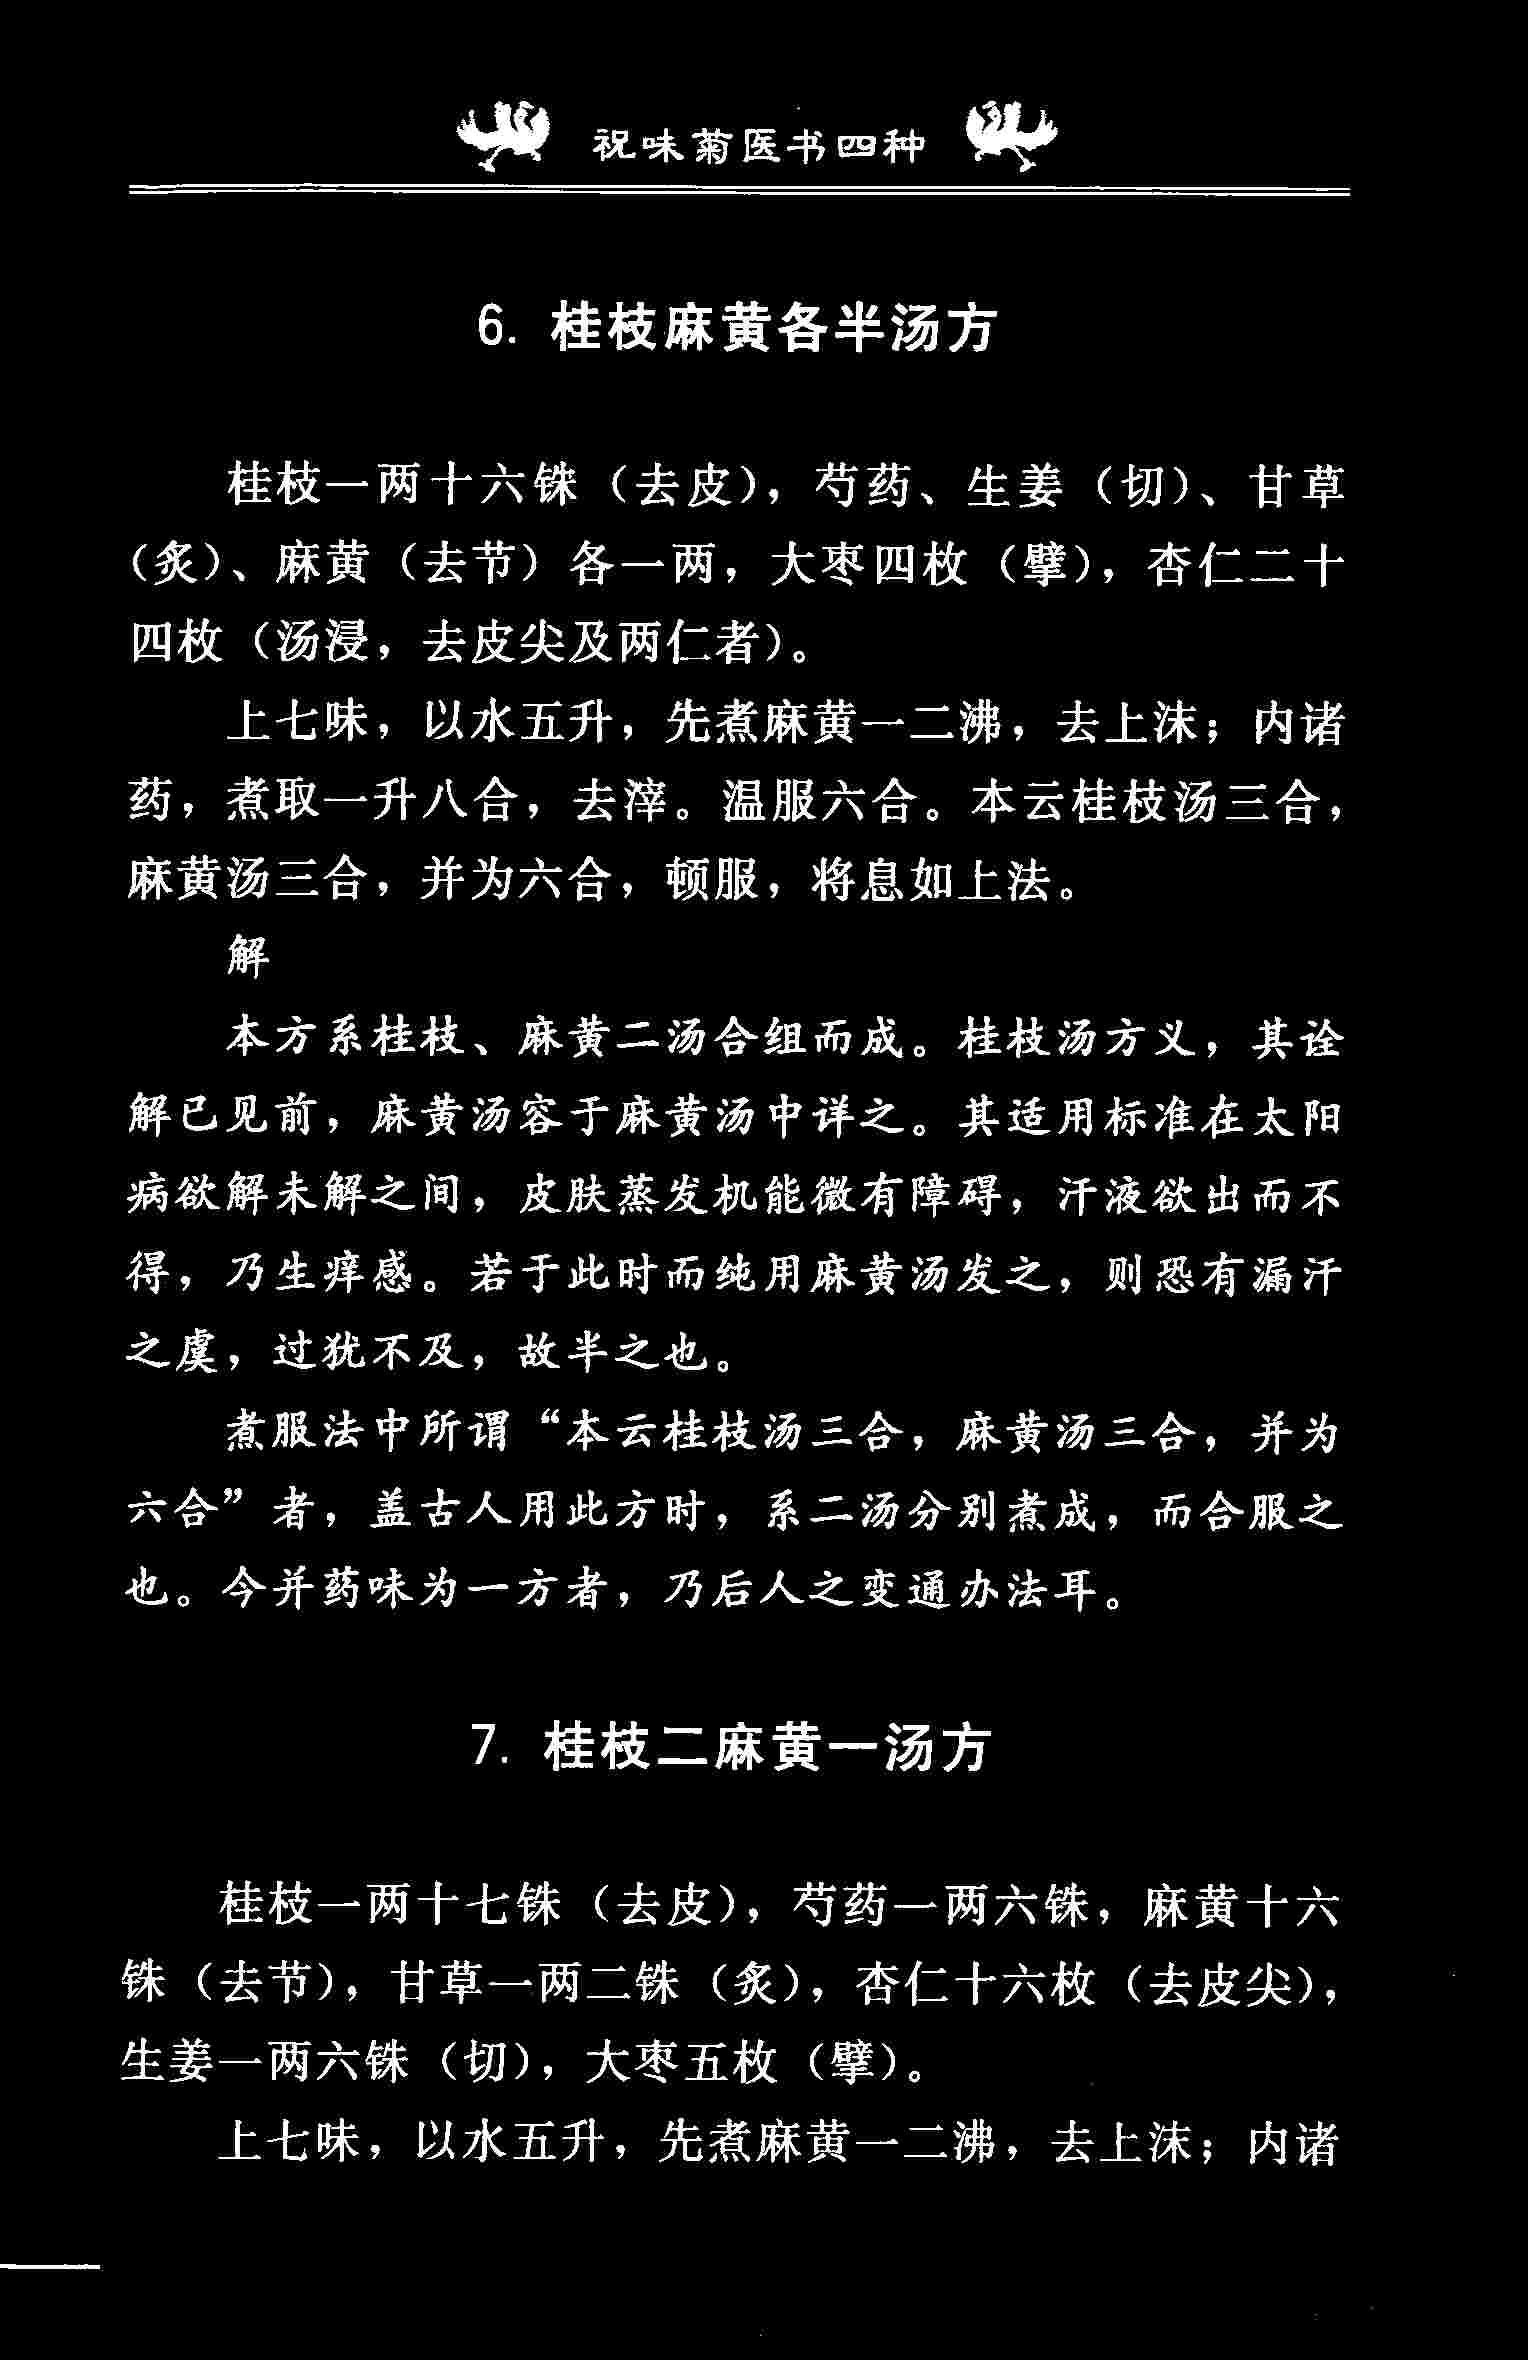 祝味菊医书四种
6. 桂枝麻黄各半汤方
桂枝一两十六铢（去皮），芍药、生姜（切）、甘草
（炙）、麻黄（去节）各一两，大枣四枚（擘），杏仁二十
四枚（汤浸，去皮尖及两仁者）。
上七味，以水五升，先煮麻黄一二沸，去上沫；内诸
药，煮取一升八合，去滓。温服六合。本云桂枝汤三合，
麻黄汤三合，并为六合，顿服，将息如上法。
解
本方系桂枝、麻黄二汤合组而成。桂枝汤方义，其诠
解已见前，麻黄汤容于麻黄汤中详之。其适用标准在太阳
病欲解未解之间，皮肤蒸发机能微有障碍，汗液欲出而不
得，乃生痒感。若于此时而纯用麻黄汤发之，则恐有漏汗
之虞，过犹不及，故半之也。
煮服法中所谓“本云桂枝汤三合，麻黄汤三合，并为
六合”者，盖古人用此方时，系二汤分别煮成，而合服之
也。今并药味为一方者，乃后人之变通办法耳。
7. 桂枝二麻黄一汤方
桂枝一两十七铢（去皮），芍药一两六铢，麻黄十六
铢（去节），甘草一两二铢（炙），杏仁十六枚（去皮尖），
生姜一两六铢（切），大枣五枚（擘）。
上七味，以水五升，先煮麻黄一二沸，去上沫；内诸